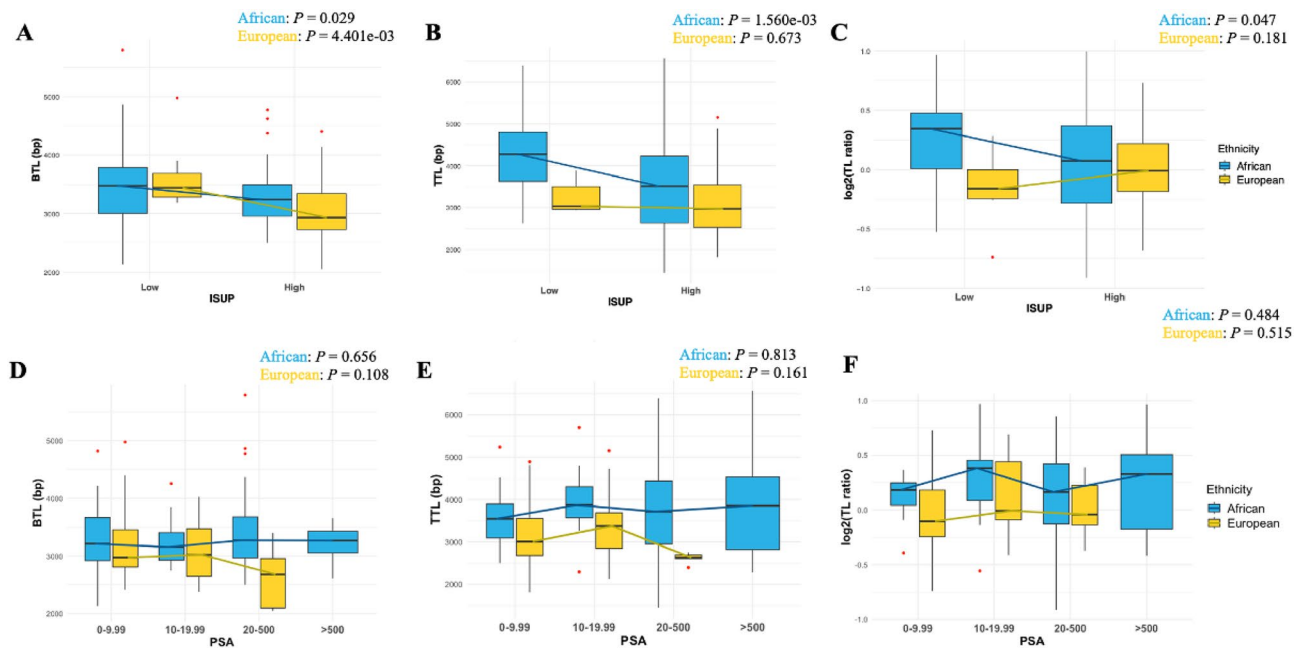 A
African: P = 0.029
European: P = 4.401e-03
BTL (bp)
5000
4000
3000
2000
Low
High
ISUP
B
African: P = 1.560e-03
European: P = 0.673
TTL (bp)
6000
5000
4000
3000
2000
Low
High
ISUP
C
African: P = 0.047
European: P = 0.181
log2(TL ratio)
1.0
0.5
0.0
−0.5
−1.0
Low
High
ISUP
Ethnicity
African
European
D
African: P = 0.656
European: P = 0.108
BTL (bp)
5000
4000
3000
2000
0-9.99
10-19.99
20-500
>500
PSA
E
African: P = 0.813
European: P = 0.161
TTL (bp)
6000
5000
4000
3000
2000
0-9.99
10-19.99
20-500
>500
PSA
F
African: P = 0.484
European: P = 0.515
log2(TL ratio)
1.0
0.5
0.0
−0.5
−1.0
0-9.99
10-19.99
20-500
>500
PSA
Ethnicity
African
European